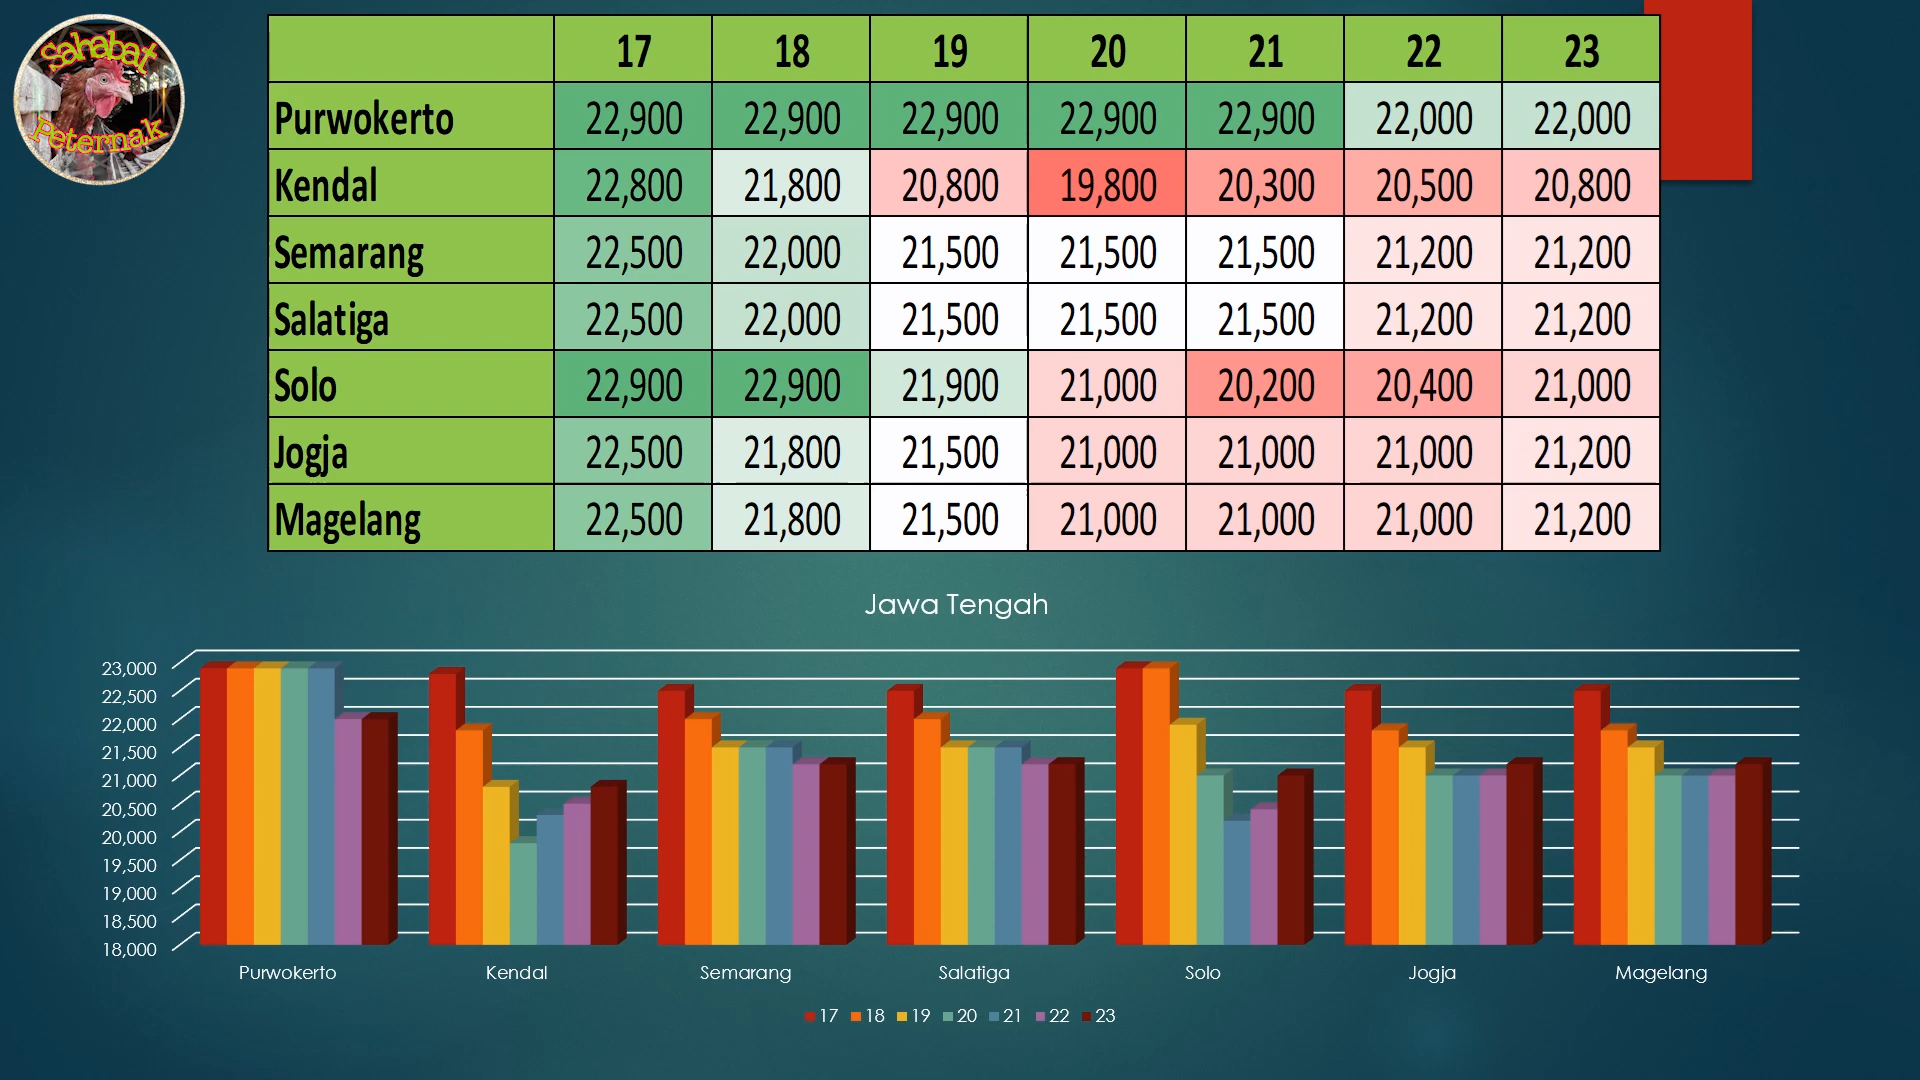 Sahabat
Peternak
17 18 19 20 21 22 23
Purwokerto 22,900 22,900 22,900 22,900 22,900 22,000 22,000
Kendal 22,800 21,800 20,800 19,800 20,300 20,500 20,800
Semarang 22,500 22,000 21,500 21,500 21,500 21,200 21,200
Salatiga 22,500 22,000 21,500 21,500 21,500 21,200 21,200
Solo 22,900 22,900 21,900 21,000 20,200 20,400 21,000
Jogja 22,500 21,800 21,500 21,000 21,000 21,000 21,200
Magelang 22,500 21,800 21,500 21,000 21,000 21,000 21,200
Jawa Tengah
23,000
22,500
22,000
21,500
21,000
20,500
20,000
19,500
19,000
18,500
18,000
Purwokerto Kendal Semarang Salatiga Solo Jogja Magelang
17 18 19 20 21 22 23